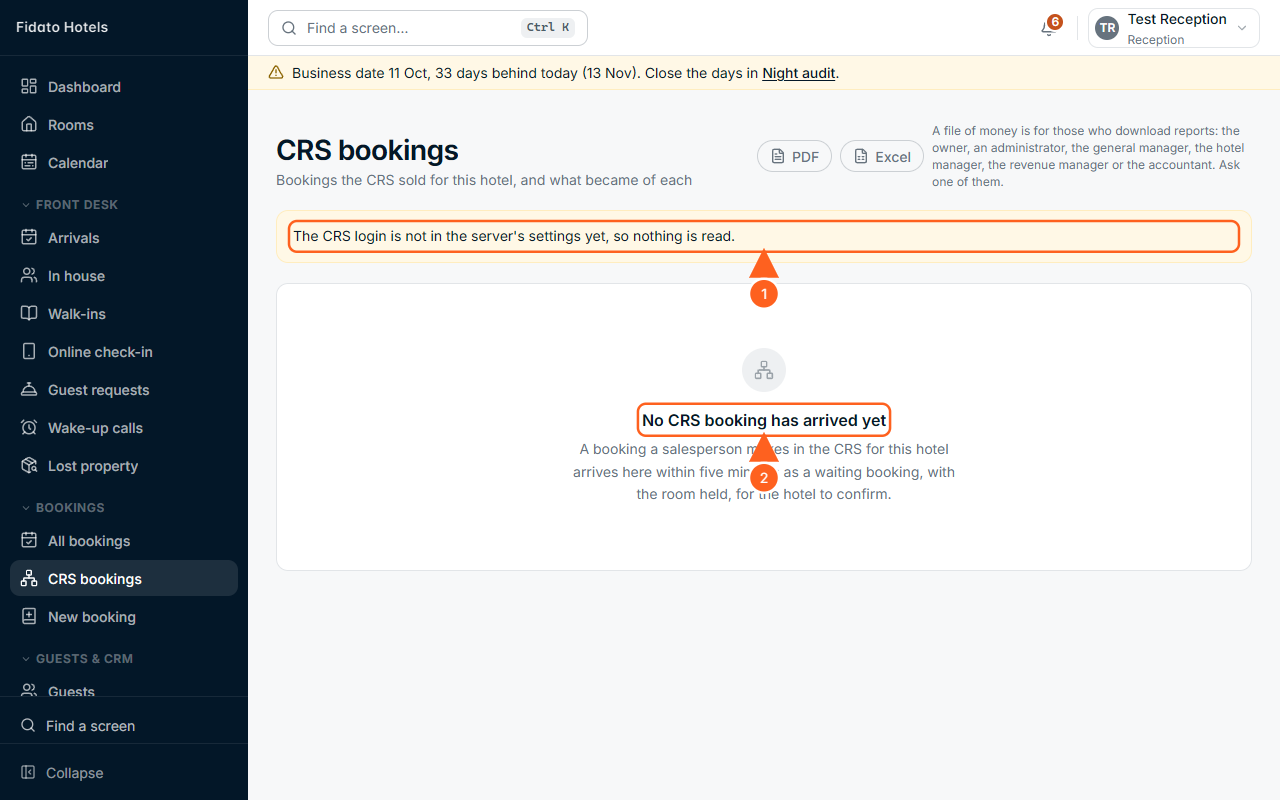 Fidato Hotels
Find a screen...
Ctrl K
6
TR
Test Reception
Reception
Business date 11 Oct, 33 days behind today (13 Nov). Close the days in Night audit.
Dashboard
Rooms
Calendar
FRONT DESK
Arrivals
In house
Walk-ins
Online check-in
Guest requests
Wake-up calls
Lost property
BOOKINGS
All bookings
CRS bookings
New booking
GUESTS & CRM
Guests
Find a screen
Collapse
CRS bookings
Bookings the CRS sold for this hotel, and what became of each
PDF
Excel
A file of money is for those who download reports: the
owner, an administrator, the general manager, the hotel
manager, the revenue manager or the accountant. Ask
one of them.
The CRS login is not in the server's settings yet, so nothing is read.
1
No CRS booking has arrived yet
A booking a salesperson in the CRS for this hotel
arrives here within five as a waiting booking, with
2
the room held, for the hotel to confirm.